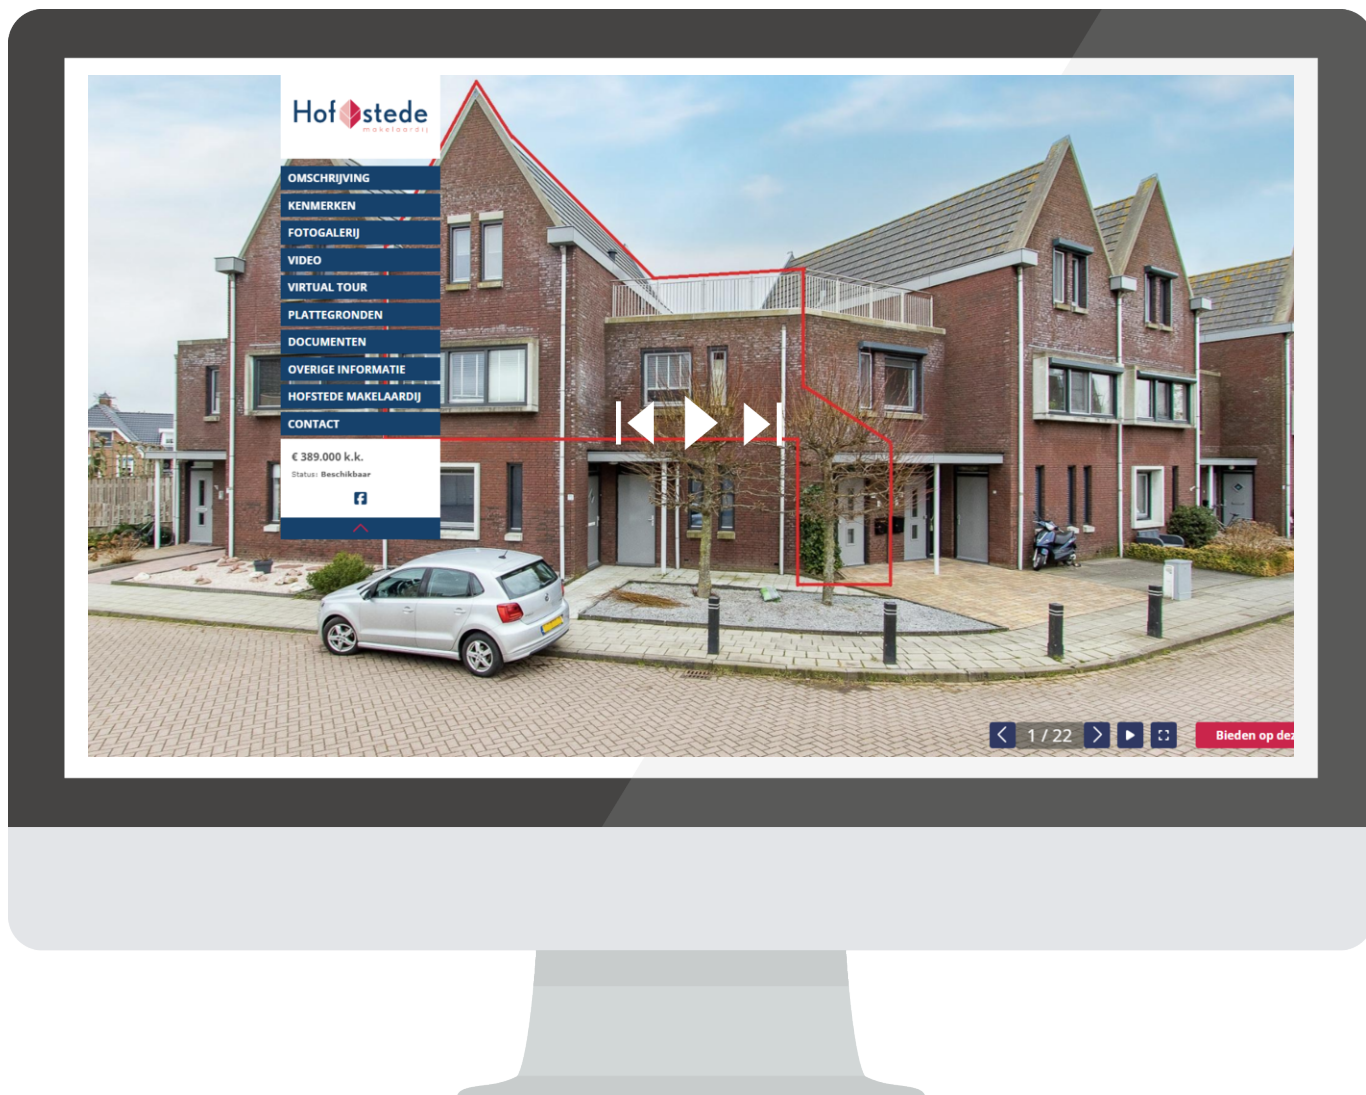 Hofstede
makelaardij
OMSCHRIJVING
KENMERKEN
FOTOGALERIJ
VIDEO
VIRTUAL TOUR
PLATTEGRONDEN
DOCUMENTEN
OVERIGE INFORMATIE
HOFSTEDE MAKELAARDIJ
CONTACT
€ 389.000 k.k.
Status: Beschikbaar
1 / 22
Bieden op dez